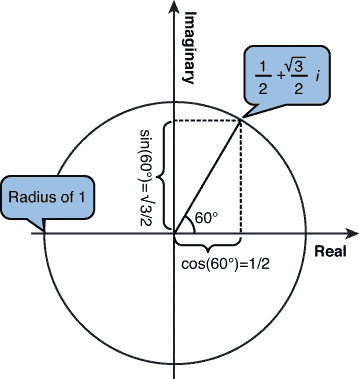 Imaginary
1/2 + √3/2 i
sin(60°)=√3/2
Radius of 1
60°
Real
cos(60°)=1/2